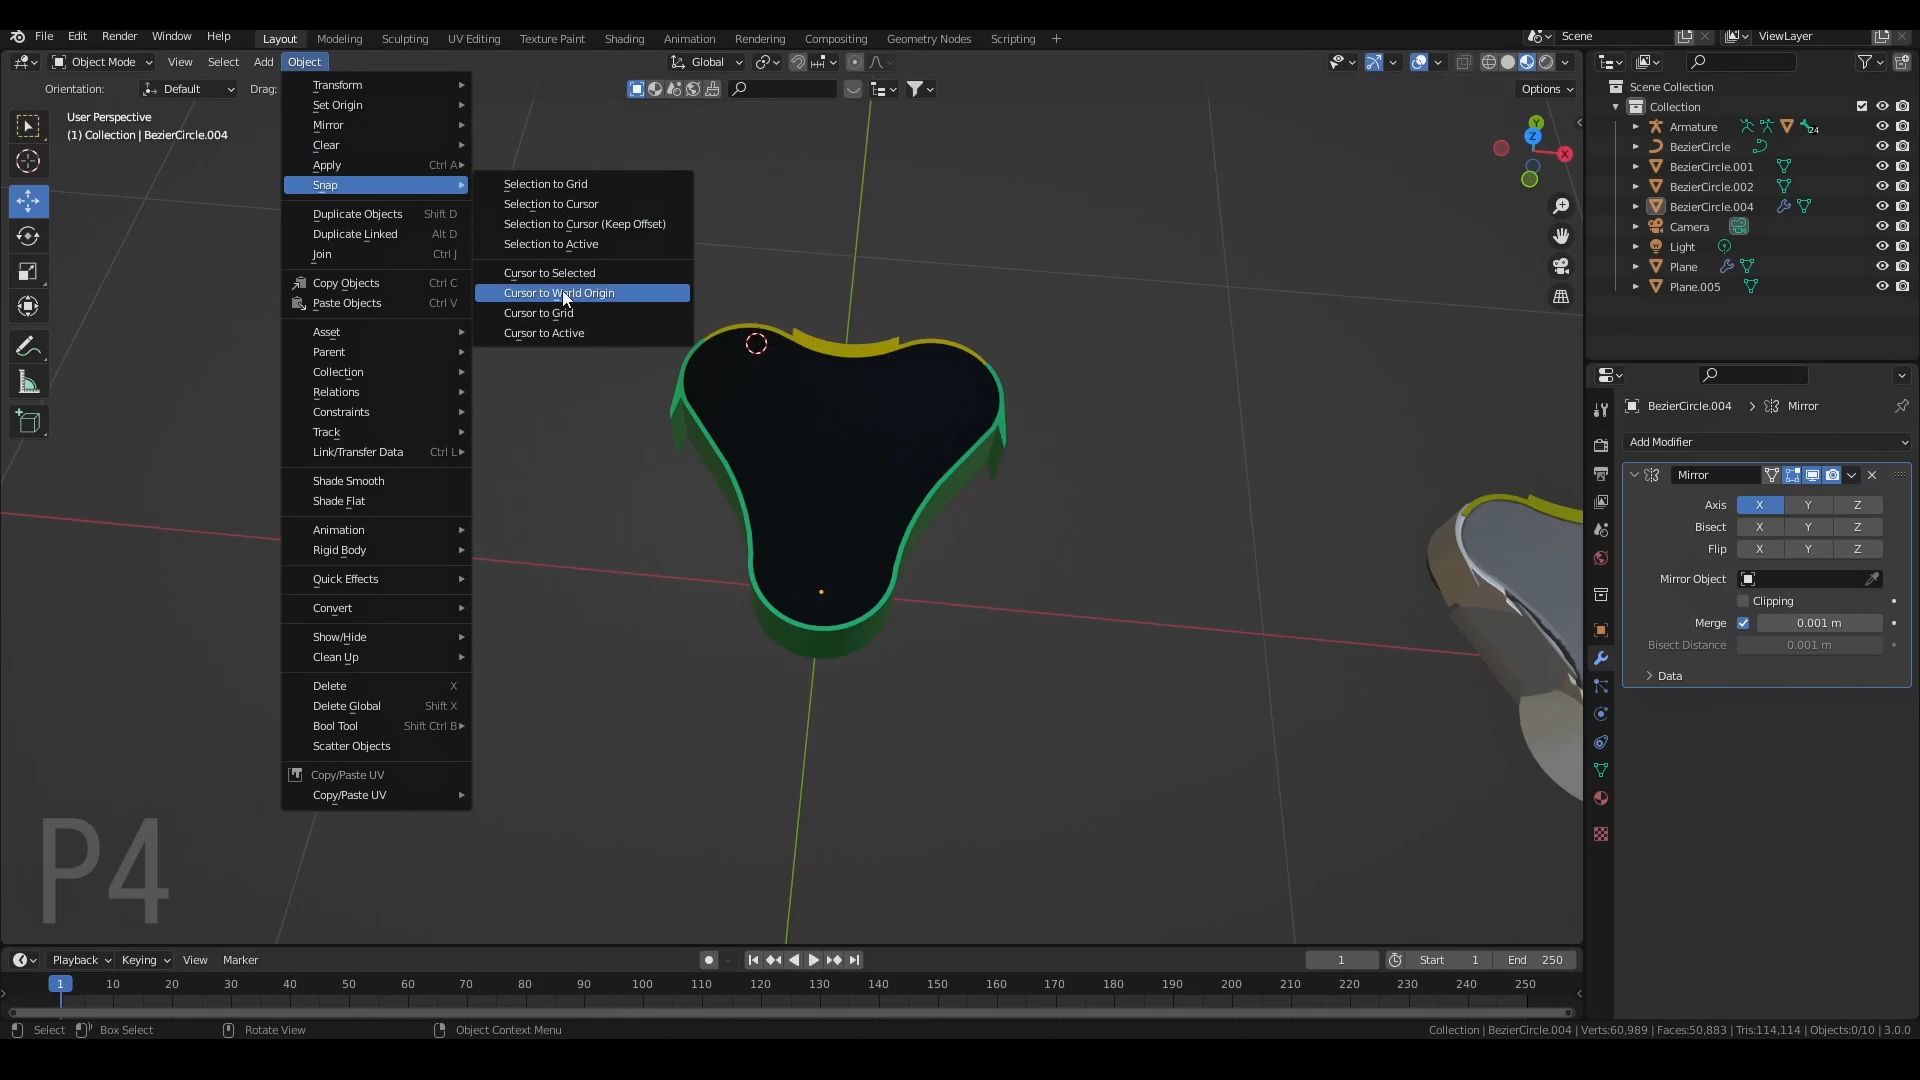 File Edit Render Window Help
Layout Modeling Sculpting UV Editing Texture Paint Shading Animation Rendering Compositing Geometry Nodes Scripting +
Scene
ViewLayer
Object Mode View Select Add Object
Global
Orientation: Default Drag:
Options
User Perspective
(1) Collection | BezierCircle.004
Transform
Set Origin
Mirror
Clear
Apply Ctrl A
Snap
Duplicate Objects Shift D
Duplicate Linked Alt D
Join Ctrl J
Copy Objects Ctrl C
Paste Objects Ctrl V
Asset
Parent
Collection
Relations
Constraints
Track
Link/Transfer Data Ctrl L
Shade Smooth
Shade Flat
Animation
Rigid Body
Quick Effects
Convert
Show/Hide
Clean Up
Delete X
Delete Global Shift X
Bool Tool Shift Ctrl B
Scatter Objects
Copy/Paste UV
Copy/Paste UV
Selection to Grid
Selection to Cursor
Selection to Cursor (Keep Offset)
Selection to Active
Cursor to Selected
Cursor to World Origin
Cursor to Grid
Cursor to Active
Y
Z
X
P4
Scene Collection
Collection
Armature 24
BezierCircle
BezierCircle.001
BezierCircle.002
BezierCircle.004
Camera
Light
Plane
Plane.005
BezierCircle.004 > Mirror
Add Modifier
Mirror
Axis X Y Z
Bisect X Y Z
Flip X Y Z
Mirror Object
Clipping
Merge 0.001 m
Bisect Distance 0.001 m
Data
Playback Keying View Marker
1 Start 1 End 250
1 10 20 30 40 50 60 70 80 90 100 110 120 130 140 150 160 170 180 190 200 210 220 230 240 250
Select Box Select Rotate View Object Context Menu
Collection | BezierCircle.004 | Verts:60,989 | Faces:50,883 | Tris:114,114 | Objects:0/10 | 3.0.0